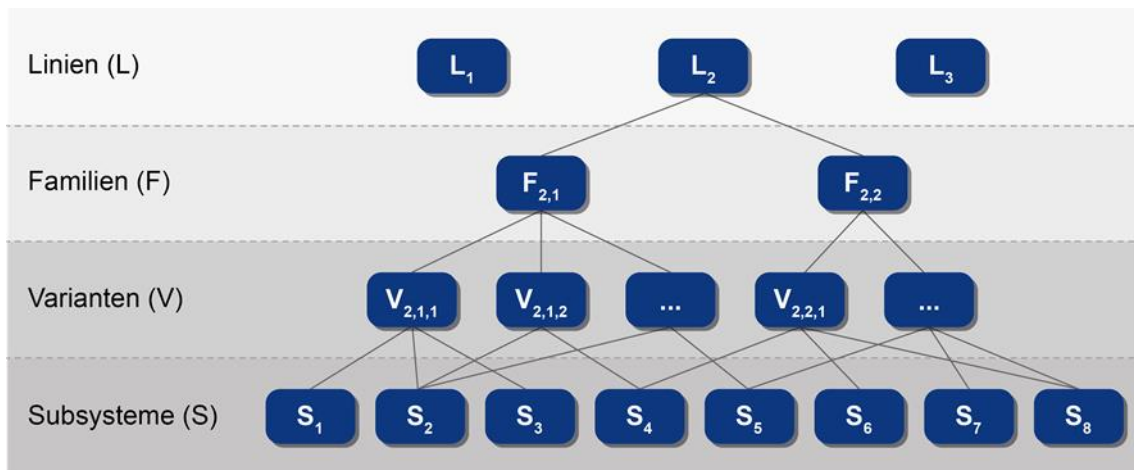 Linien (L) L₁ L₂ L₃
Familien (F) F₂,₁ F₂,₂
Varianten (V) V₂,₁,₁ V₂,₁,₂ ... V₂,₂,₁ ...
Subsysteme (S) S₁ S₂ S₃ S₄ S₅ S₆ S₇ S₈